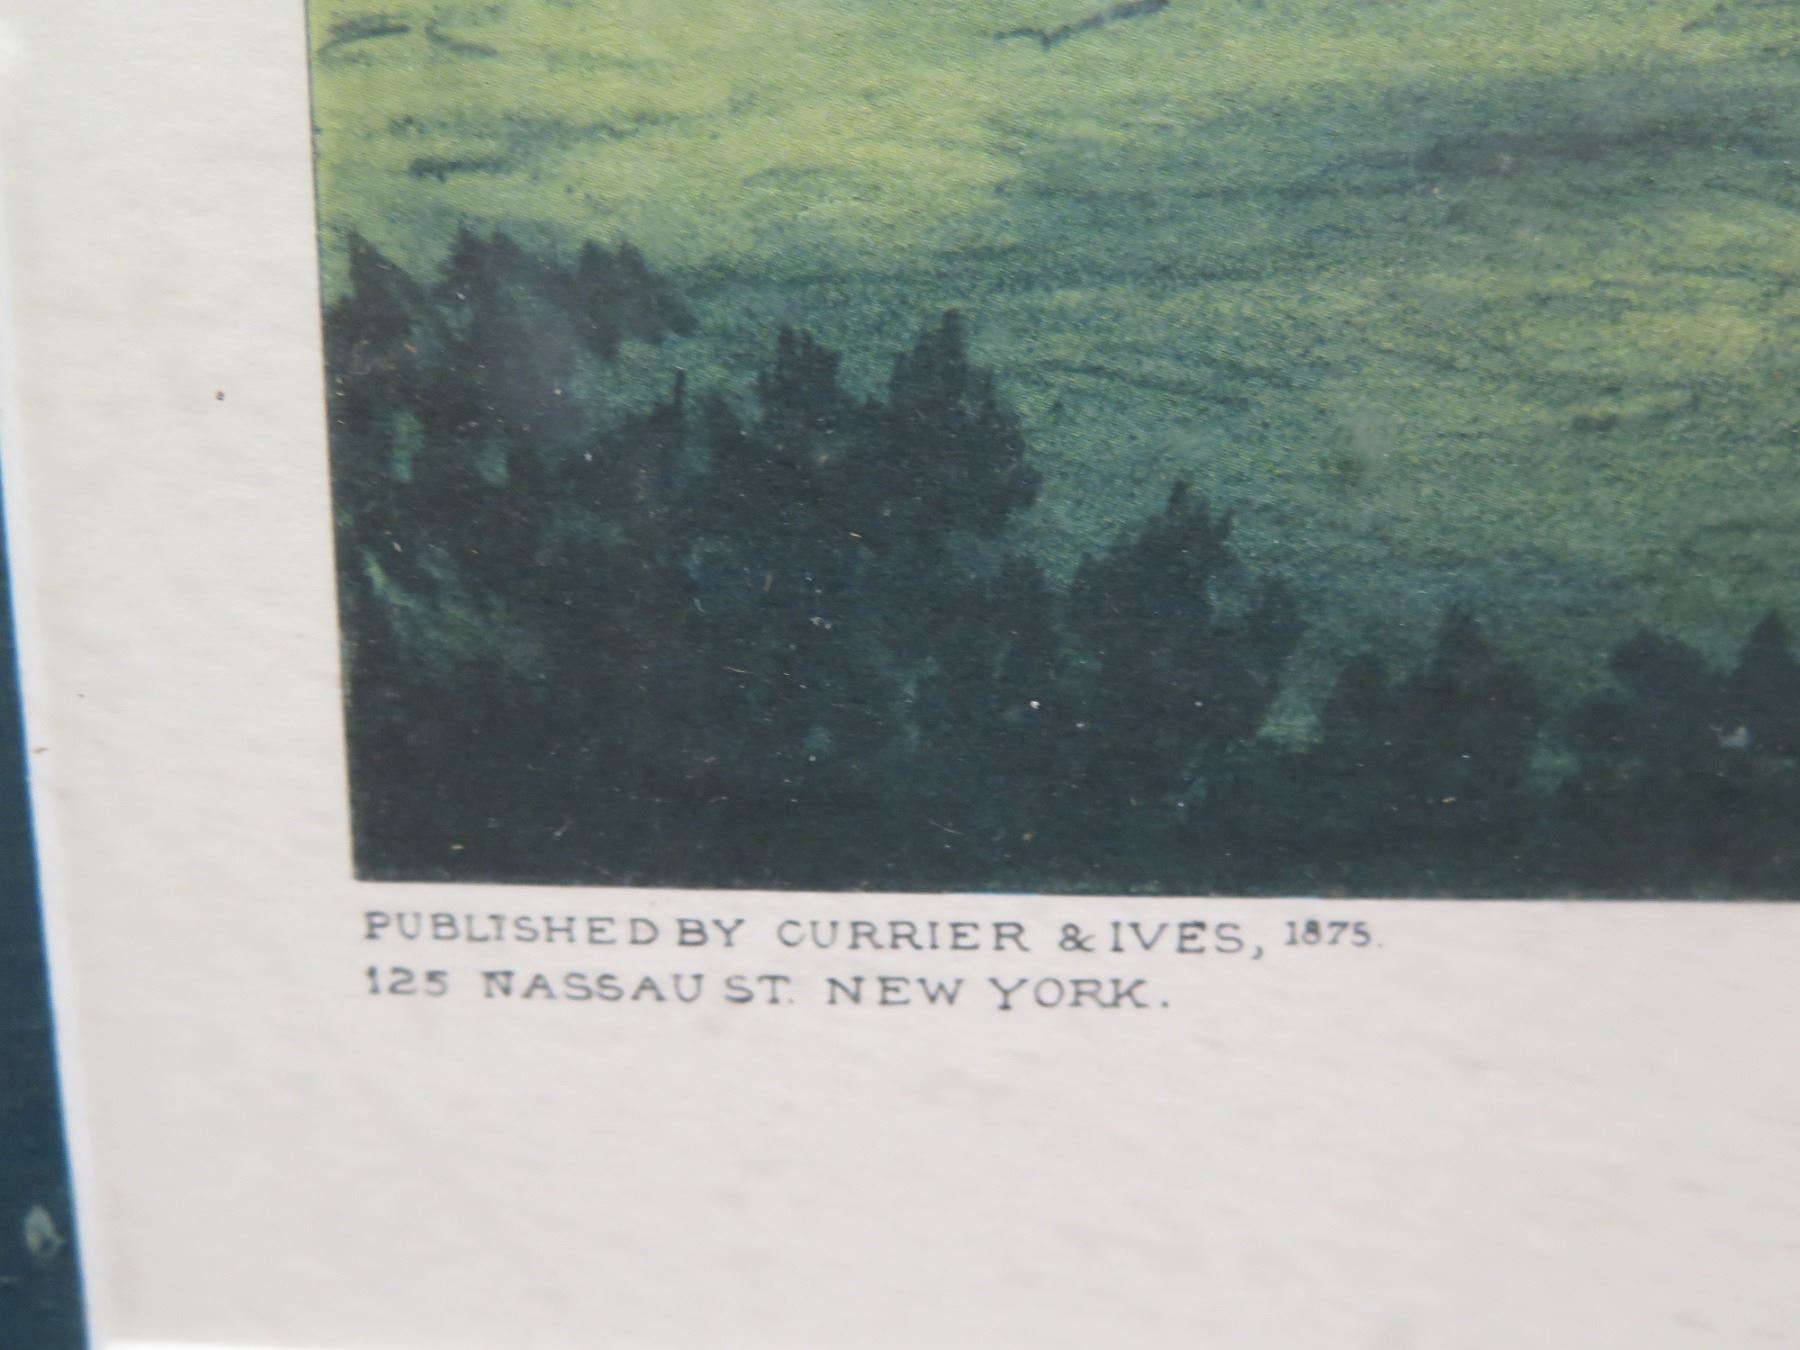 PUBLISHED BY CURRIER & IVES, 1875.
125 NASSAU ST. NEW YORK.